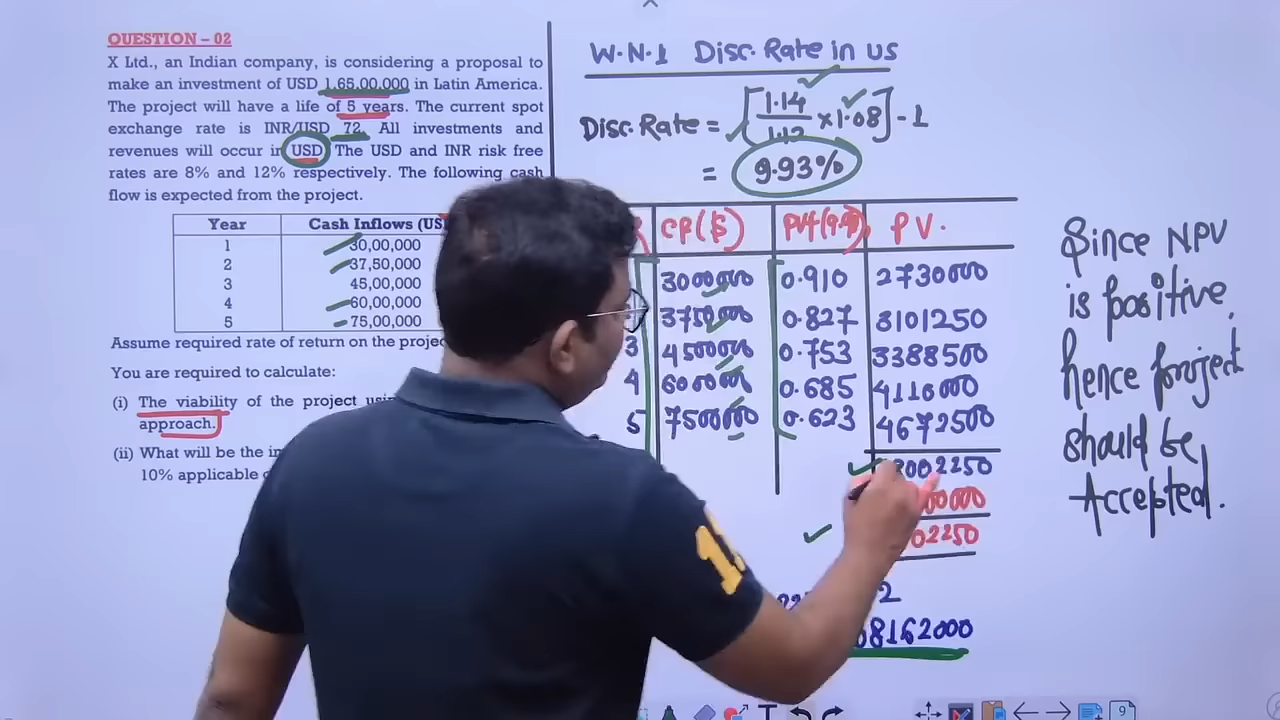 QUESTION – 02
X Ltd., an Indian company, is considering a proposal to
make an investment of USD 1,65,00,000 in Latin America.
The project will have a life of 5 years. The current spot
exchange rate is INR/USD 72. All investments and
revenues will occur in USD. The USD and INR risk free
rates are 8% and 12% respectively. The following cash
flow is expected from the project.
Year Cash Inflows (US
1 30,00,000
2 37,50,000
3 45,00,000
4 60,00,000
5 75,00,000
Assume required rate of return on the projec
You are required to calculate:
(i) The viability of the project usi
approach.
(ii) What will be the in
10% applicable
W.N.1 Disc. Rate in US
Disc. Rate = [1.14/1.12 x 1.08] - 1
= 9.93%
CF($) PVf(9.9%) PV.
3000000 0.910 2730000
3750000 0.827 3101250
3 4500000 0.753 3388500
4 6000000 0.685 4110000
5 7500000 0.623 4672500
002250
00000
02250
2
08162000
Since NPV
is positive,
hence project
should be
Accepted.
9